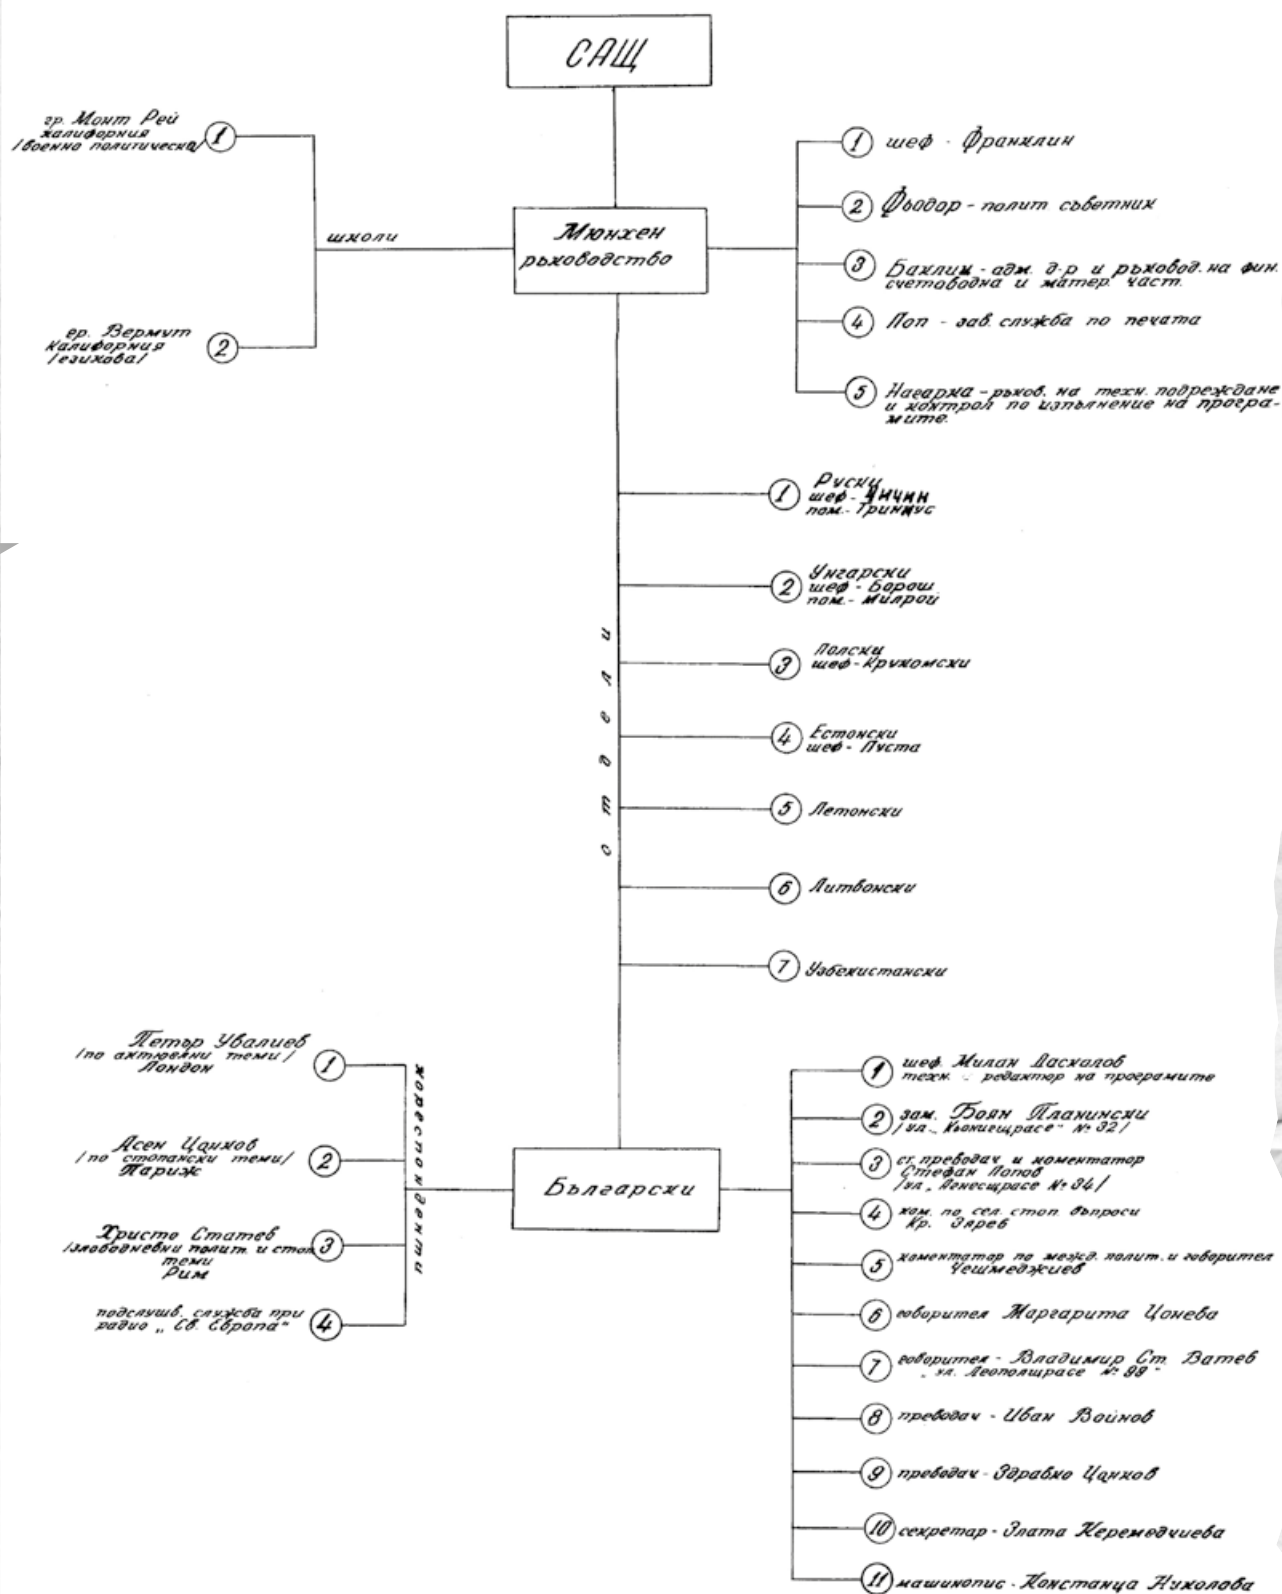 САЩ
гр. Монт Рей
калифорния
/военно политическа/
1
школи
гр. Вермут
Калифорния
/езикова/
2
Мюнхен
ръководство
1 шеф - Франклин
2 Фьодор - полит съветник
3 Баклин - адм. д-р и ръковод. на фин.
счетоводна и матер. част.
4 Поп - зав. служба по печата
5 Нагарка - ръков. на техн. подреждане
и контрол по изпълнение на програ-
мите.
отдели
1 Руски
шеф - Чичин
пом. - Тринкус
2 Унгарски
шеф - Бораш
пом. - Милрой
3 Полски
шеф - Крукомски
4 Естонски
шеф - Пуста
5 Летонски
6 Литвонски
7 Узбекистански
кореспонденти
Петър Увалиев
/по актюелни теми/
Лондон
1
Асен Цанков
/по стопански теми/
Париж
2
Христо Статев
/злободневни полит. и стоп
теми
Рим
3
подслушв. служба при
радио „Св. Европа"
4
Български
1 шеф. Милан Даскалов
техн. - редактор на програмите
2 зам. Боян Планински
/ул. „Кьонигщрасе" № 32/
3 ст. преводач и коментатор
Стефан Попов
/ул. „Агнесщрасе № 34/
4 ком. по сел. стоп. въпроси
Кр. Зярев
5 коментатор по межд. полит. и говорител
Чешмеджиев
6 говорител Маргарита Цонева
7 говорител - Владимир Ст. Ватев
„ ул. Леополщрасе № 99 "
8 преводач - Иван Войнов
9 преводач - Здравко Цанков
10 секретар - Злата Керемедчиева
11 машинопис - Констанца Николова